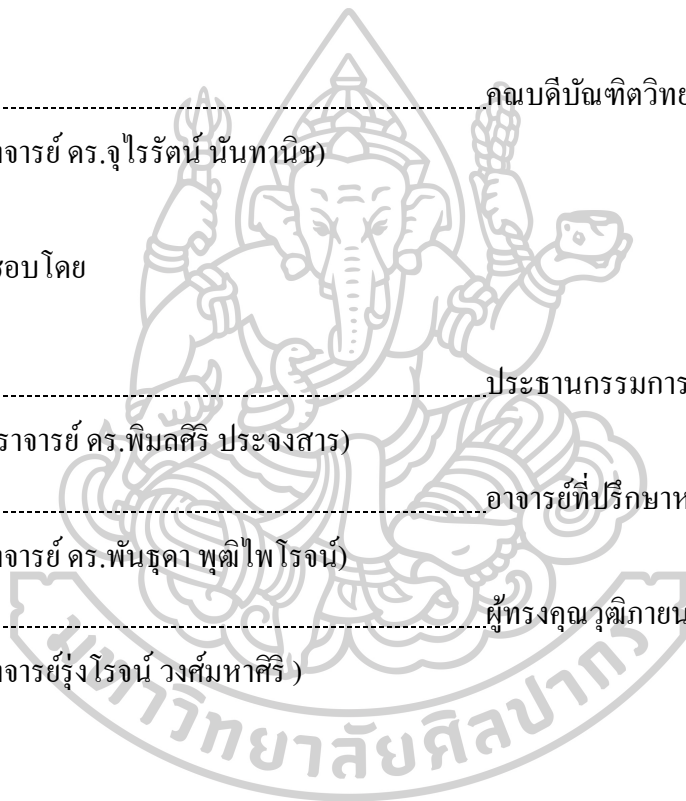 คณบดีบัณฑิตวิทย
าจารย์ ดร.จุไรรัตน์ นันทานิช)
สอบโดย
ประธานกรรมการ
ราจารย์ ดร.พิมลศิริ ประจงสาร)
อาจารย์ที่ปรึกษาห
าจารย์ ดร.พันธุดา พุฒิไพโรจน์)
ผู้ทรงคุณวุฒิภายน
าจารย์รุ่งโรจน์ วงศ์มหาศิริ )
มหาวิทยาลัยศิลปากร